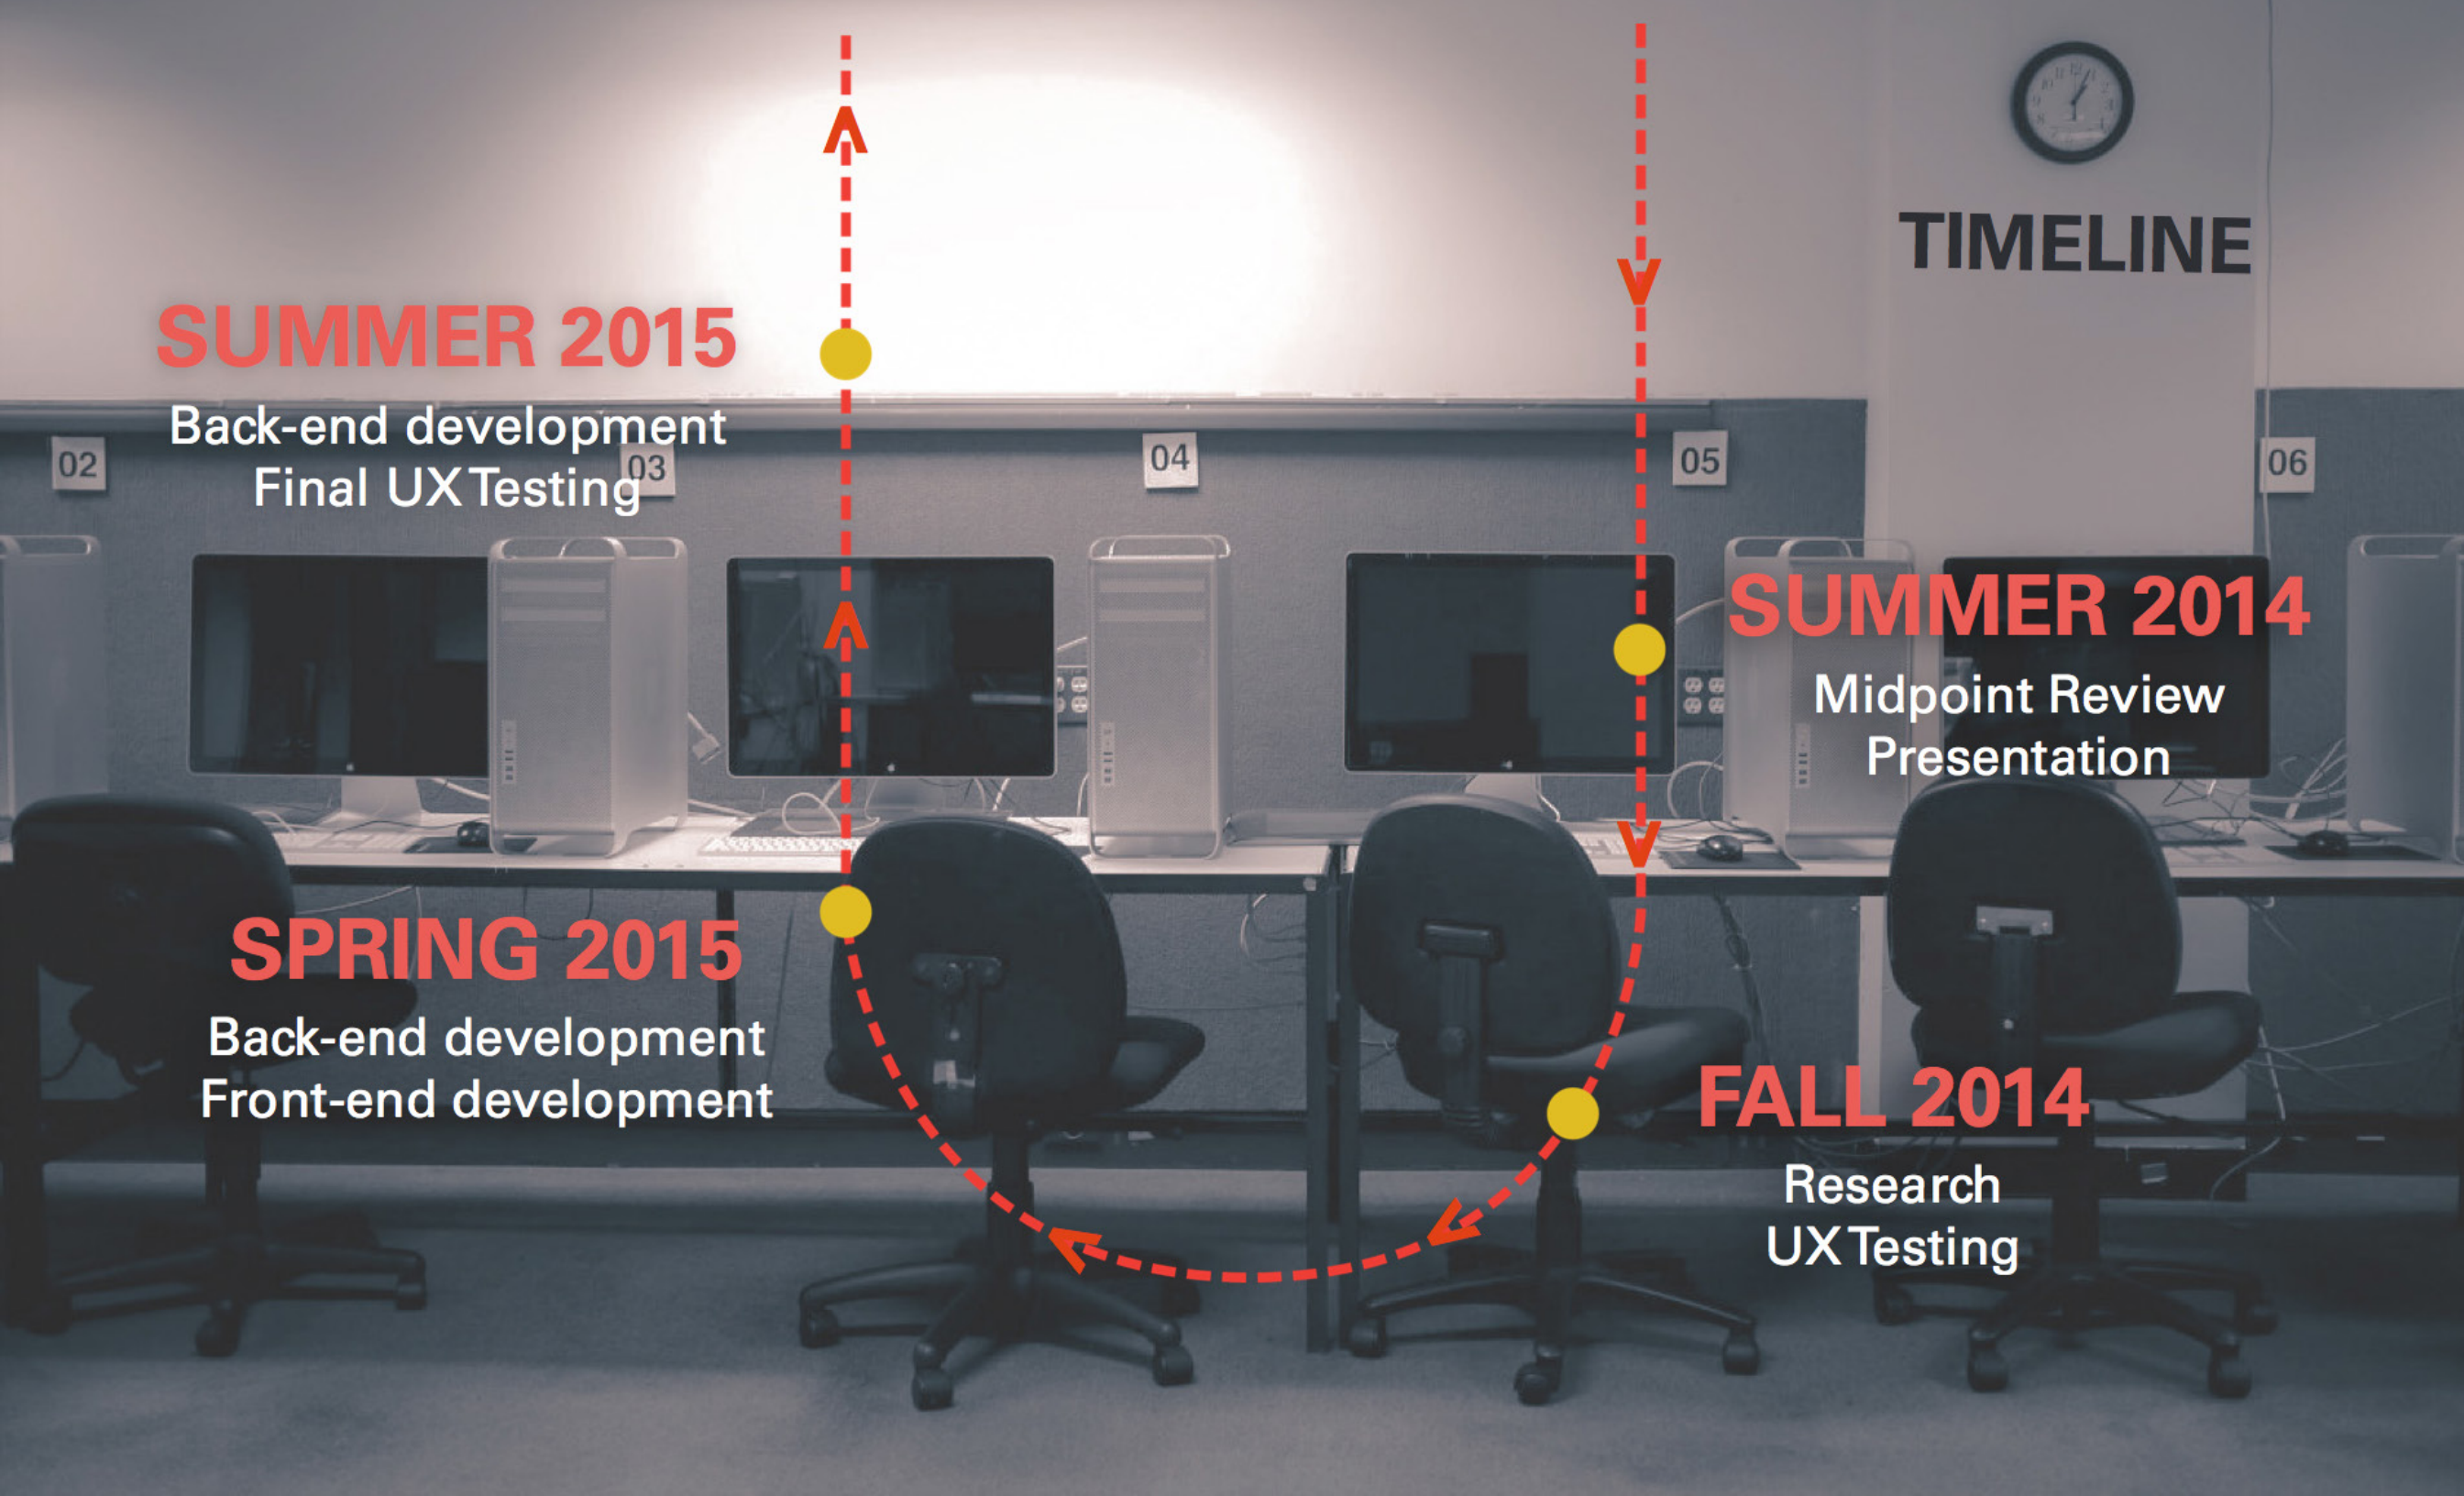 TIMELINE
SUMMER 2015
Back-end development
Final UX Testing
02
03
04
05
06
SUMMER 2014
Midpoint Review
Presentation
SPRING 2015
Back-end development
Front-end development
FALL 2014
Research
UX Testing